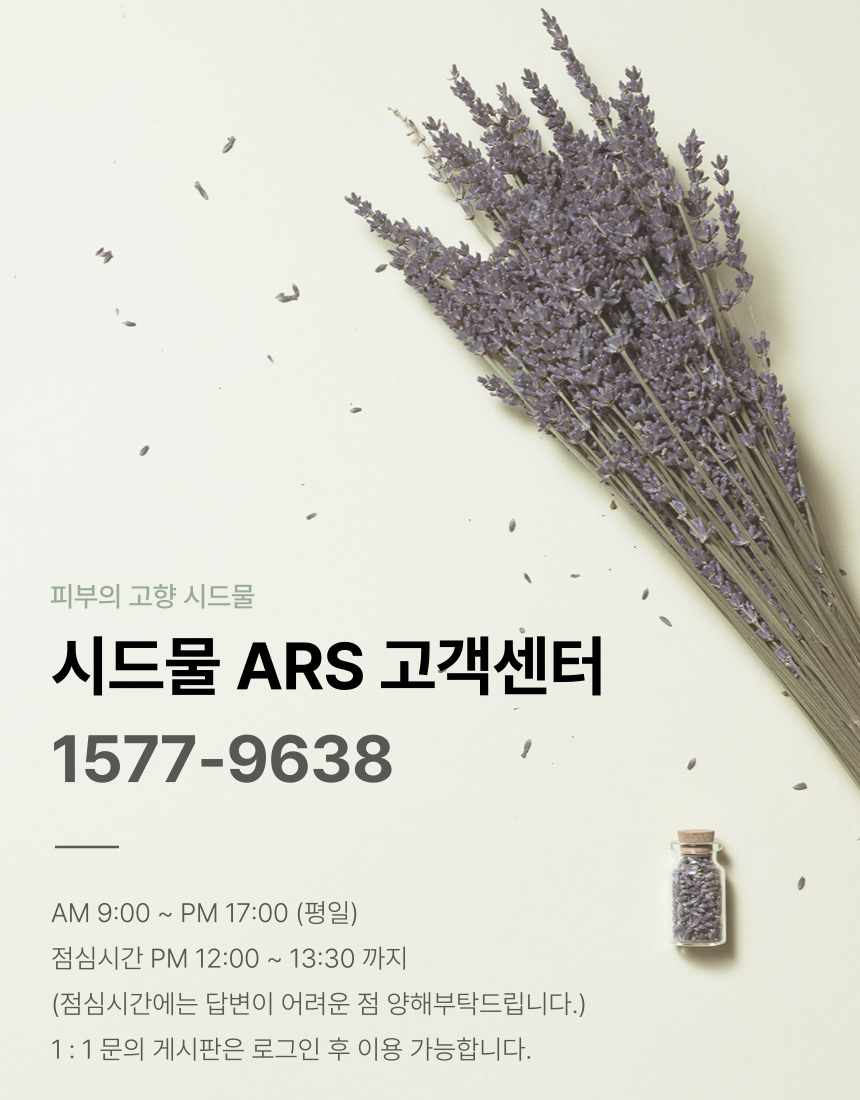 피부의 고향 시드물
시드물 ARS 고객센터
1577-9638
AM 9:00 ~ PM 17:00 (평일)
점심시간 PM 12:00 ~ 13:30 까지
(점심시간에는 답변이 어려운 점 양해부탁드립니다.)
1 : 1 문의 게시판은 로그인 후 이용 가능합니다.